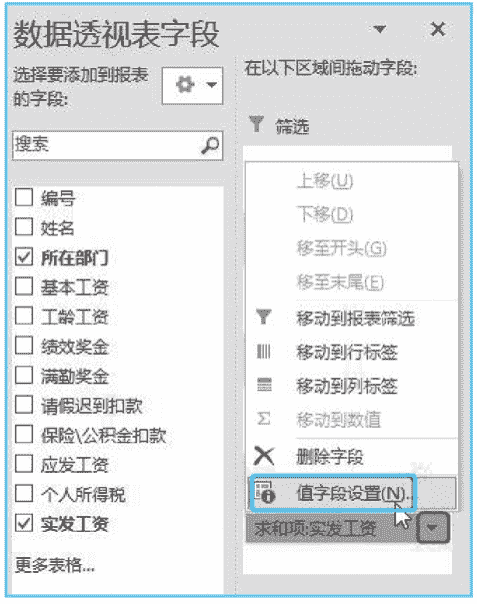 数据透视表字段
选择要添加到报表
的字段:
搜索
编号
姓名
所在部门
基本工资
工龄工资
绩效奖金
满勤奖金
请假迟到扣款
保险\公积金扣款
应发工资
个人所得税
实发工资
更多表格...
在以下区域间拖动字段:
筛选
上移(U)
下移(D)
移至开头(G)
移至末尾(E)
移动到报表筛选
移动到行标签
移动到列标签
Σ 移动到数值
删除字段
值字段设置(N)...
求和项:实发工资